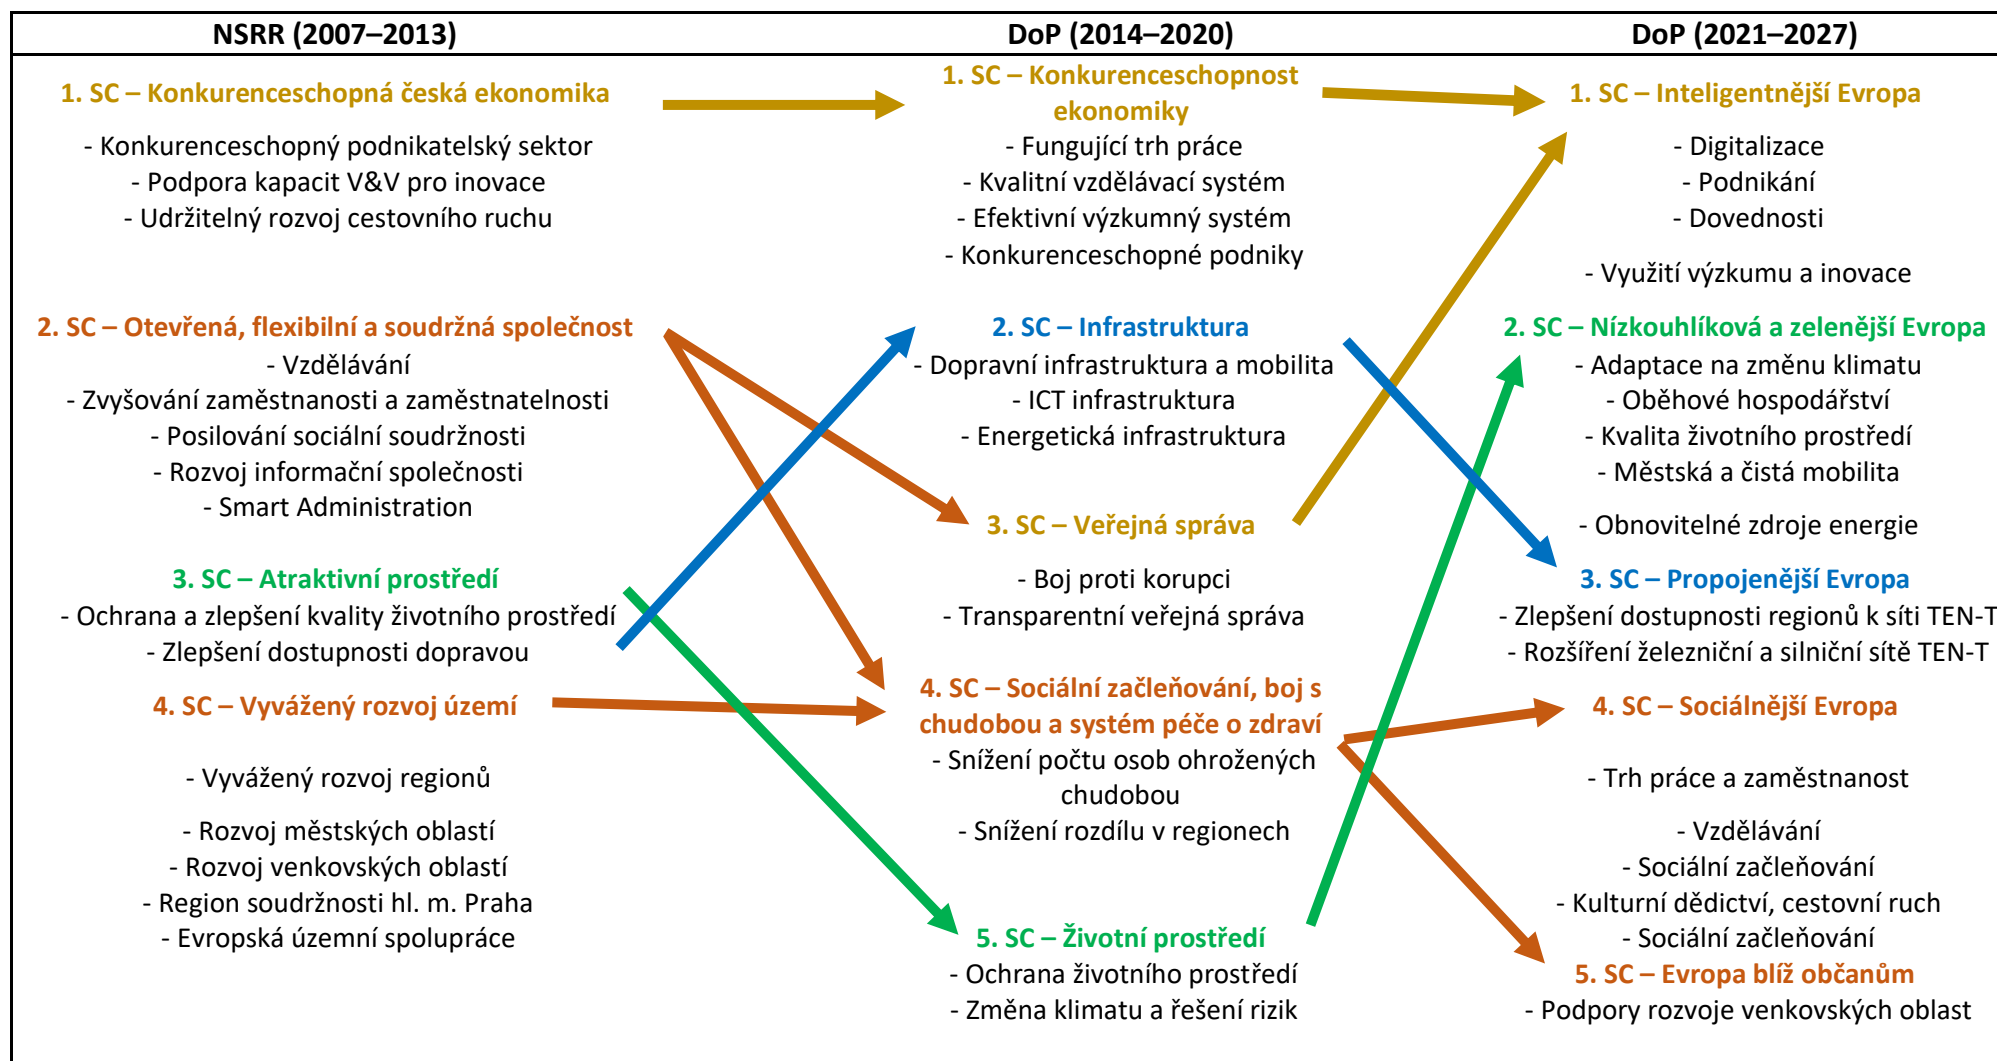 NSRR (2007–2013)
1. SC – Konkurenceschopná česká ekonomika
- Konkurenceschopný podnikatelský sektor
- Podpora kapacit V&V pro inovace
- Udržitelný rozvoj cestovního ruchu
2. SC – Otevřená, flexibilní a soudržná společnost
- Vzdělávání
- Zvyšování zaměstnanosti a zaměstnatelnosti
- Posilování sociální soudržnosti
- Rozvoj informační společnosti
- Smart Administration
3. SC – Atraktivní prostředí
- Ochrana a zlepšení kvality životního prostředí
- Zlepšení dostupnosti dopravou
4. SC – Vyvážený rozvoj území
- Vyvážený rozvoj regionů
- Rozvoj městských oblastí
- Rozvoj venkovských oblastí
- Region soudržnosti hl. m. Praha
- Evropská územní spolupráce
DoP (2014–2020)
1. SC – Konkurenceschopnost
ekonomiky
- Fungující trh práce
- Kvalitní vzdělávací systém
- Efektivní výzkumný systém
- Konkurenceschopné podniky
2. SC – Infrastruktura
- Dopravní infrastruktura a mobilita
- ICT infrastruktura
- Energetická infrastruktura
3. SC – Veřejná správa
- Boj proti korupci
- Transparentní veřejná správa
4. SC – Sociální začleňování, boj s
chudobou a systém péče o zdraví
- Snížení počtu osob ohrožených
chudobou
- Snížení rozdílu v regionech
5. SC – Životní prostředí
- Ochrana životního prostředí
- Změna klimatu a řešení rizik
DoP (2021–2027)
1. SC – Inteligentnější Evropa
- Digitalizace
- Podnikání
- Dovednosti
- Využití výzkumu a inovace
2. SC – Nízkouhlíková a zelenější Evropa
- Adaptace na změnu klimatu
- Oběhové hospodářství
- Kvalita životního prostředí
- Městská a čistá mobilita
- Obnovitelné zdroje energie
3. SC – Propojenější Evropa
- Zlepšení dostupnosti regionů k síti TEN-T
- Rozšíření železniční a silniční sítě TEN-T
4. SC – Sociálnější Evropa
- Trh práce a zaměstnanost
- Vzdělávání
- Sociální začleňování
- Kulturní dědictví, cestovní ruch
- Sociální začleňování
5. SC – Evropa blíž občanům
- Podpory rozvoje venkovských oblast